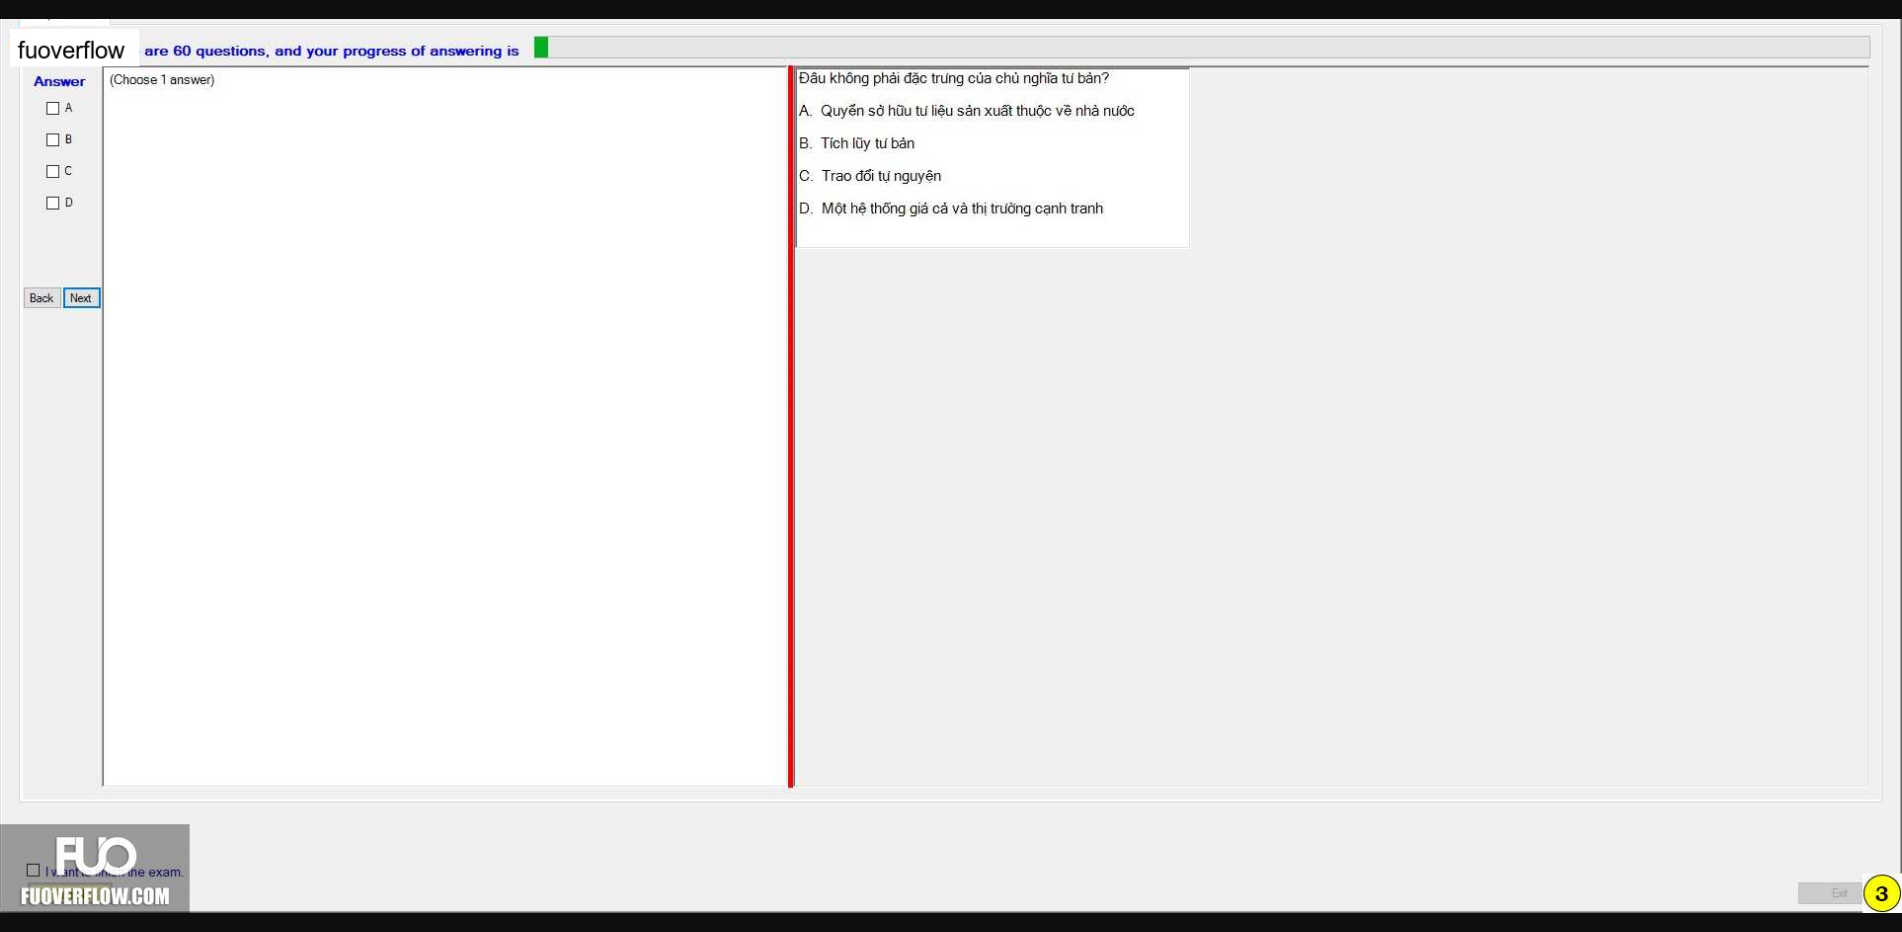 fuoverflow are 60 questions, and your progress of answering is
Answer
(Choose 1 answer)
A
B
C
D
Back Next
Đâu không phải đặc trưng của chủ nghĩa tư bản?
A. Quyền sở hữu tư liệu sản xuất thuộc về nhà nước
B. Tích lũy tư bản
C. Trao đổi tự nguyện
D. Một hệ thống giá cả và thị trường cạnh tranh
FUO
I want to finish the exam.
FUOVERFLOW.COM
Exit
3